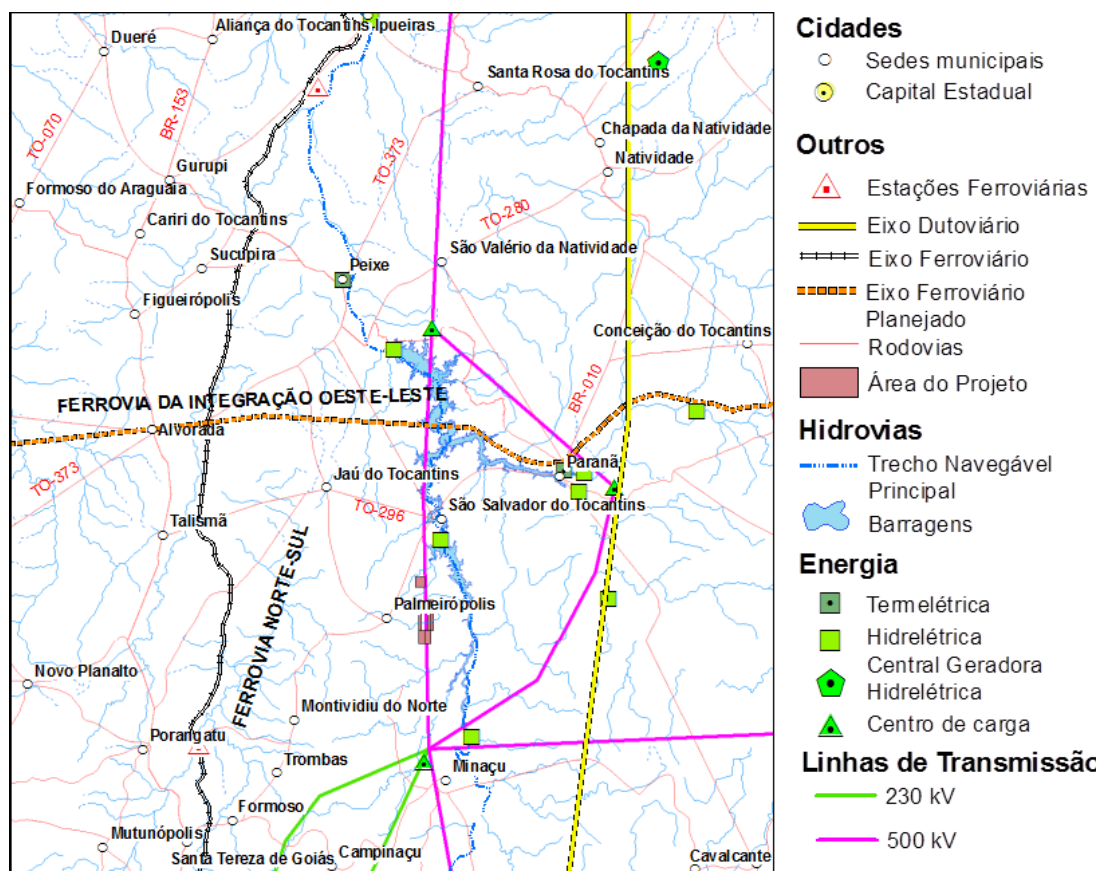 Aliança do Tocantins
Ipueiras
Dueré
Santa Rosa do Tocantins
BR-153
TO-070
TO-373
Chapada da Natividade
Natividade
Gurupi
Formoso do Araguaia
Cariri do Tocantins
TO-280
São Valério da Natividade
Sucupira
Peixe
Figueirópolis
Conceição do Tocantins
BR-010
FERROVIA DA INTEGRAÇÃO OESTE-LESTE
Alvorada
TO-373
Paranã
Jaú do Tocantins
São Salvador do Tocantins
TO-296
Talismã
FERROVIA NORTE-SUL
Palmeirópolis
Novo Planalto
Montividiu do Norte
Porangatu
Trombas
Minaçu
Formoso
Mutunópolis
Santa Tereza de Goiás
Campinaçu
Cavalcante
Cidades
Sedes municipais
Capital Estadual
Outros
Estações Ferroviárias
Eixo Dutoviário
Eixo Ferroviário
Eixo Ferroviário
Planejado
Rodovias
Área do Projeto
Hidrovias
Trecho Navegável
Principal
Barragens
Energia
Termelétrica
Hidrelétrica
Central Geradora
Hidrelétrica
Centro de carga
Linhas de Transmissão
230 kV
500 kV